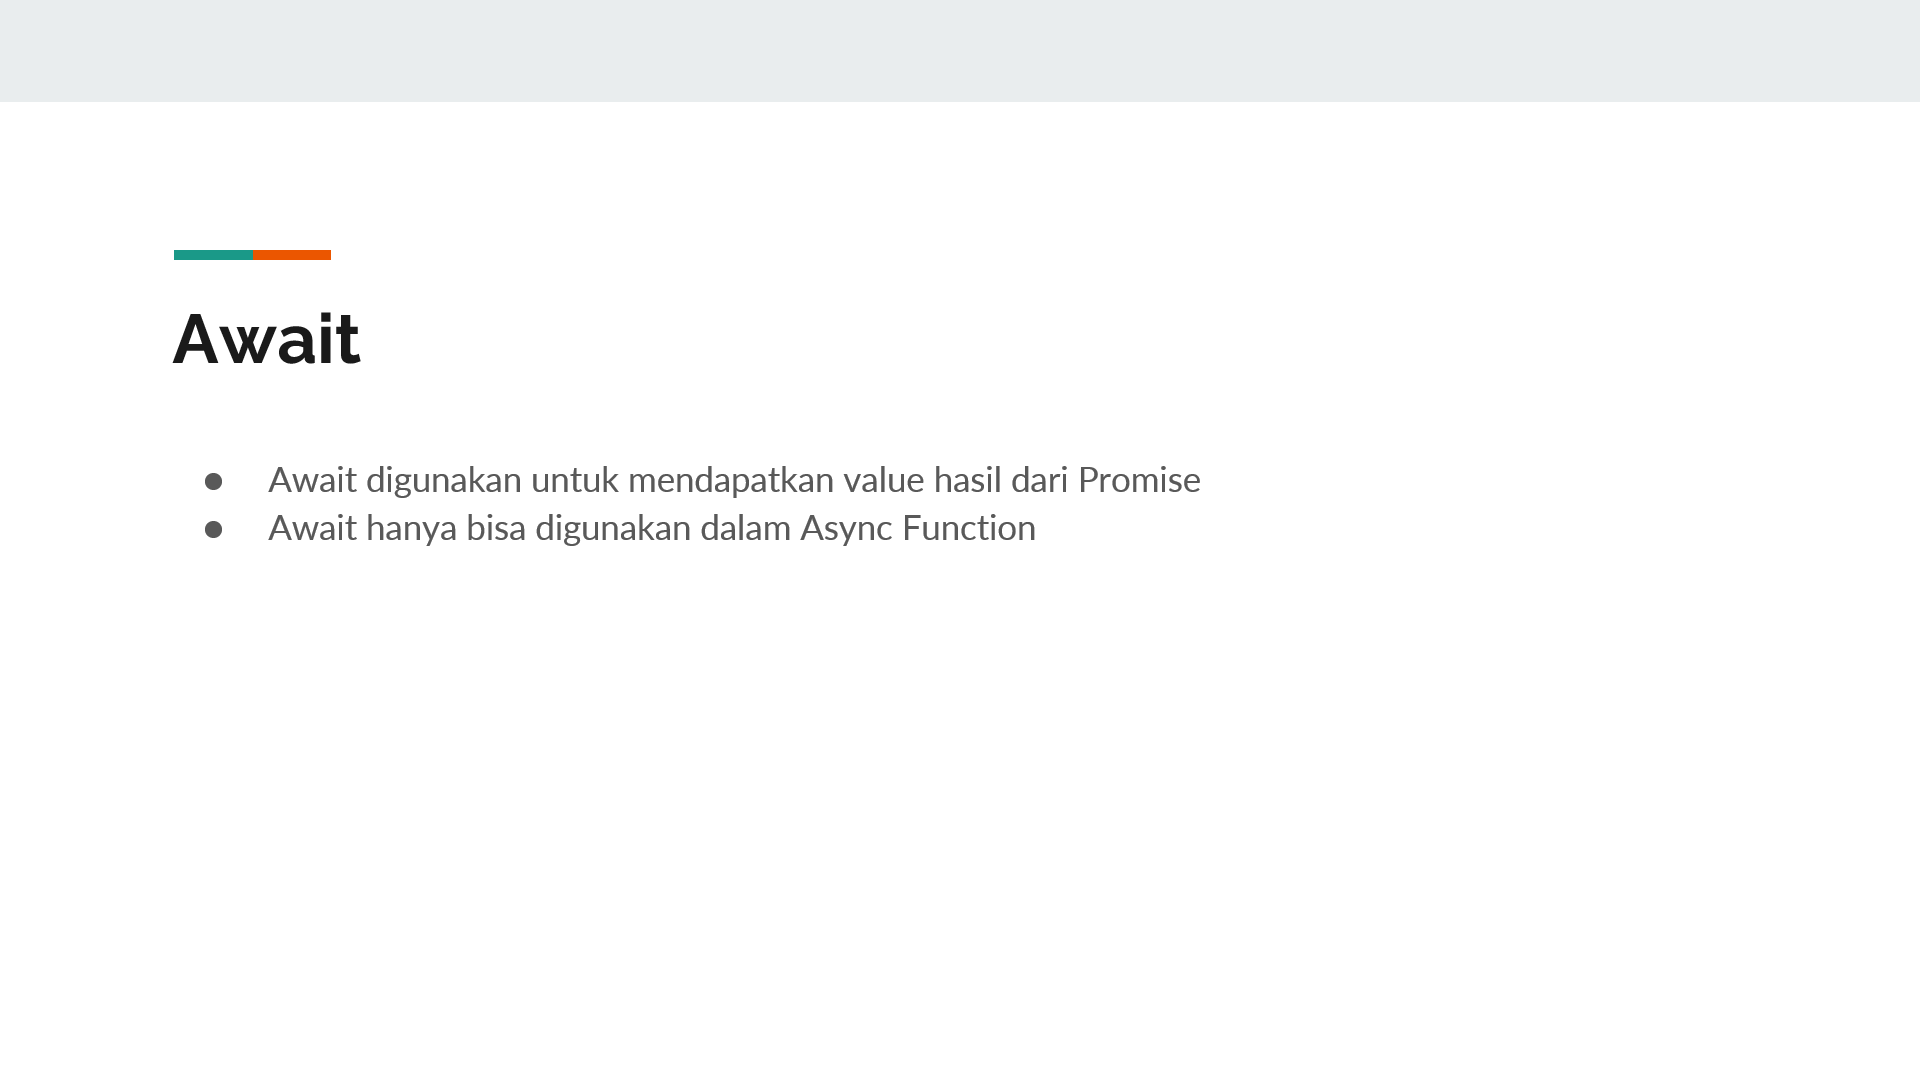 Await
● Await digunakan untuk mendapatkan value hasil dari Promise
● Await hanya bisa digunakan dalam Async Function